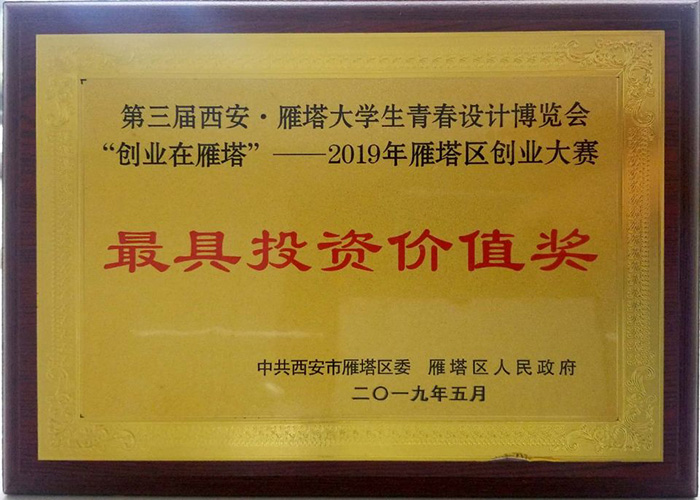 第三届西安·雁塔大学生青春设计博览会
“创业在雁塔”——2019年雁塔区创业大赛
最具投资价值奖
中共西安市雁塔区委 雁塔区人民政府
二〇一九年五月